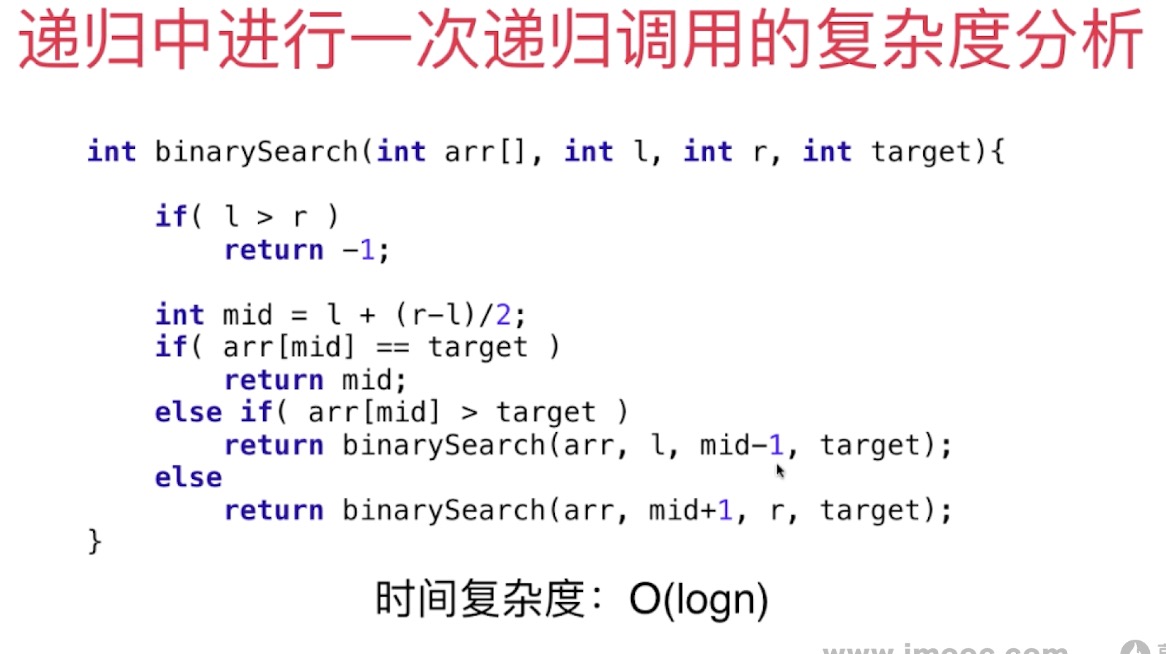 递归中进行一次递归调用的复杂度分析
int binarySearch(int arr[], int l, int r, int target){
if( l > r )
return -1;
int mid = l + (r-l)/2;
if( arr[mid] == target )
return mid;
else if( arr[mid] > target )
return binarySearch(arr, l, mid-1, target);
else
return binarySearch(arr, mid+1, r, target);
}
时间复杂度：O(logn)